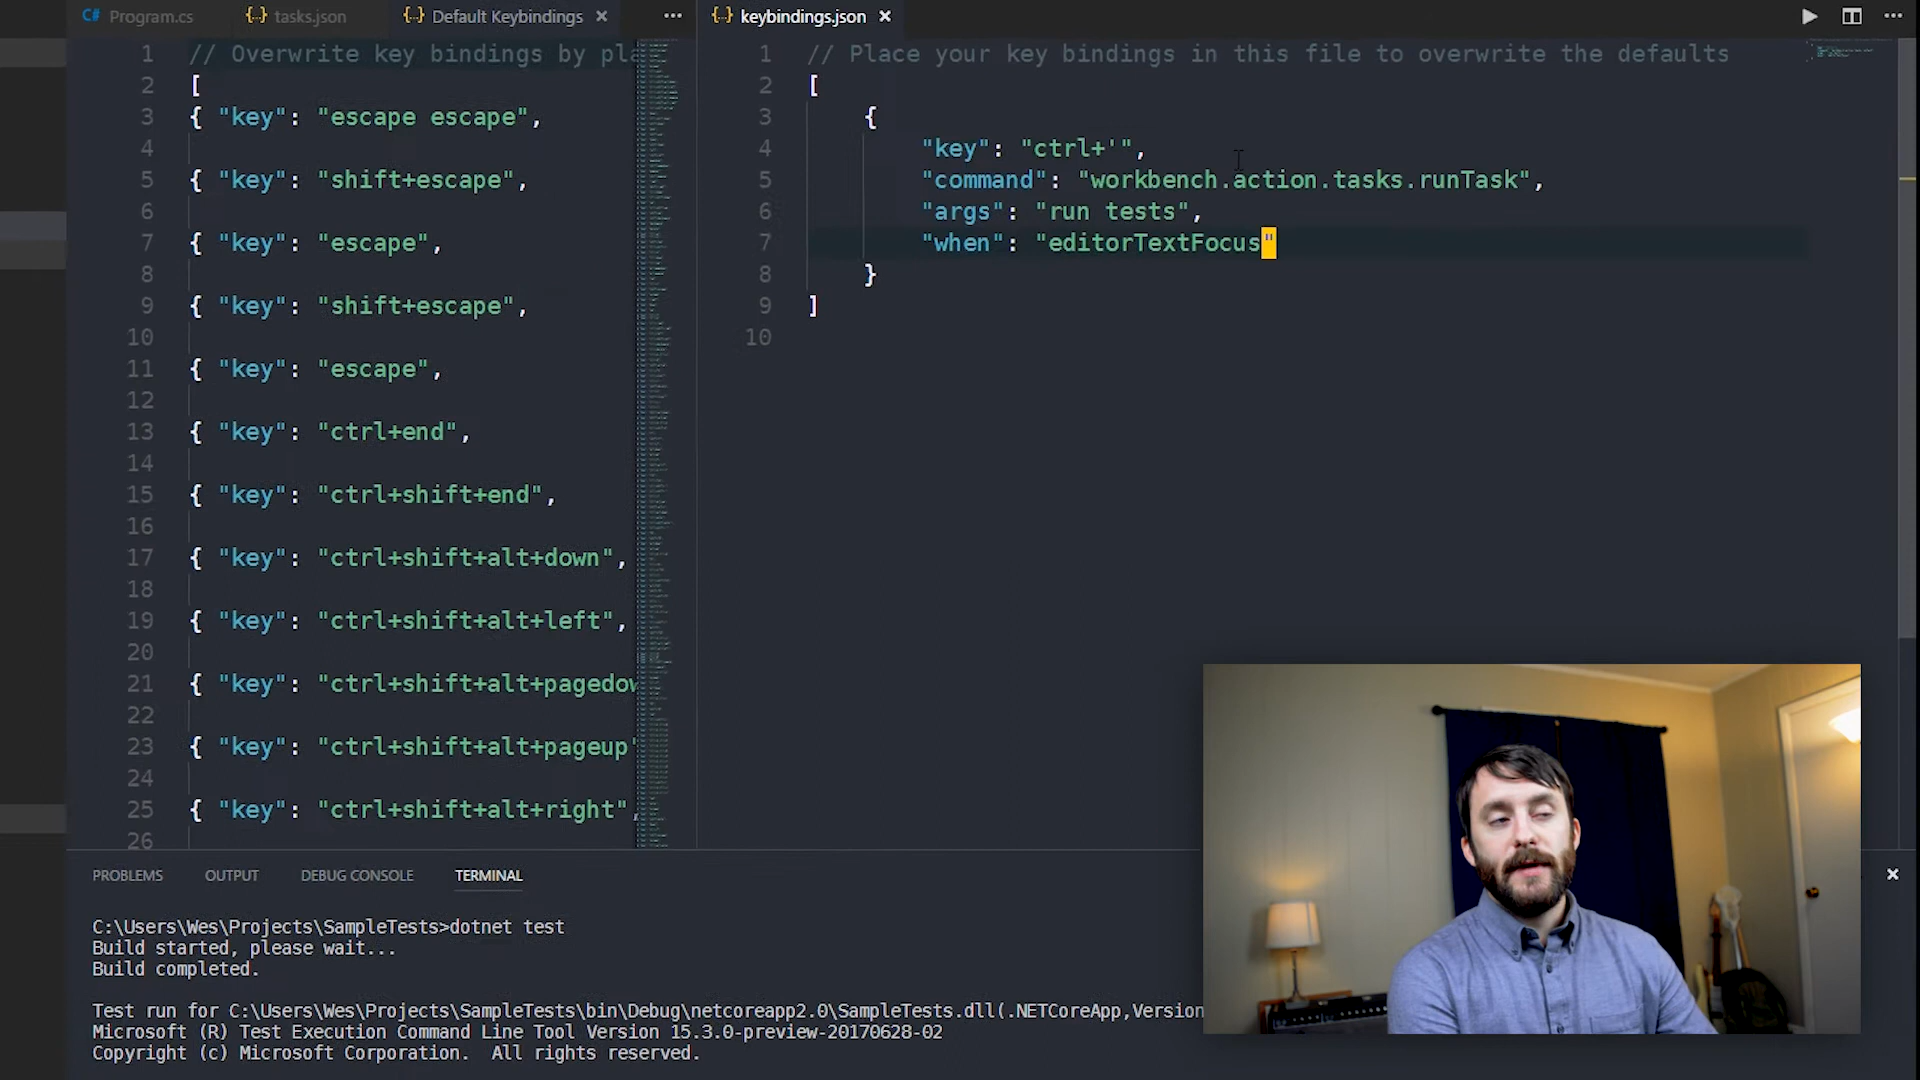 C# Program.cs
{} tasks.json
{} Default Keybindings ×
···
{} keybindings.json ×
···
1 // Overwrite key bindings by pla
2 [
3 { "key": "escape escape",
4
5 { "key": "shift+escape",
6
7 { "key": "escape",
8
9 { "key": "shift+escape",
10
11 { "key": "escape",
12
13 { "key": "ctrl+end",
14
15 { "key": "ctrl+shift+end",
16
17 { "key": "ctrl+shift+alt+down",
18
19 { "key": "ctrl+shift+alt+left",
20
21 { "key": "ctrl+shift+alt+pagedow
22
23 { "key": "ctrl+shift+alt+pageup"
24
25 { "key": "ctrl+shift+alt+right",
26
1 // Place your key bindings in this file to overwrite the defaults
2 [
3 {
4 "key": "ctrl+'",
5 "command": "workbench.action.tasks.runTask",
6 "args": "run tests",
7 "when": "editorTextFocus"
8 }
9 ]
10
PROBLEMS OUTPUT DEBUG CONSOLE TERMINAL ×
C:\Users\Wes\Projects\SampleTests>dotnet test
Build started, please wait...
Build completed.
Test run for C:\Users\Wes\Projects\SampleTests\bin\Debug\netcoreapp2.0\SampleTests.dll(.NETCoreApp,Version
Microsoft (R) Test Execution Command Line Tool Version 15.3.0-preview-20170628-02
Copyright (c) Microsoft Corporation. All rights reserved.